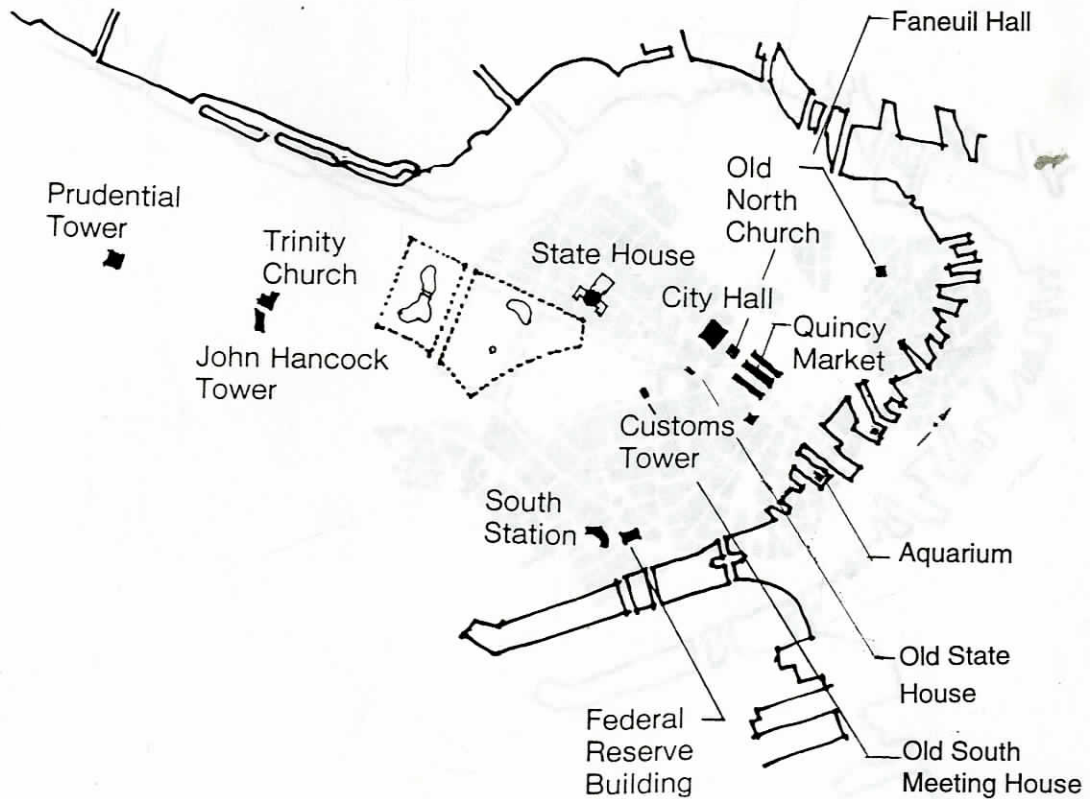 Faneuil Hall
Old
North
Church
Prudential
Tower
Trinity
Church
State House
City Hall
Quincy
Market
John Hancock
Tower
Customs
Tower
South
Station
Aquarium
Old State
House
Federal
Reserve
Building
Old South
Meeting House